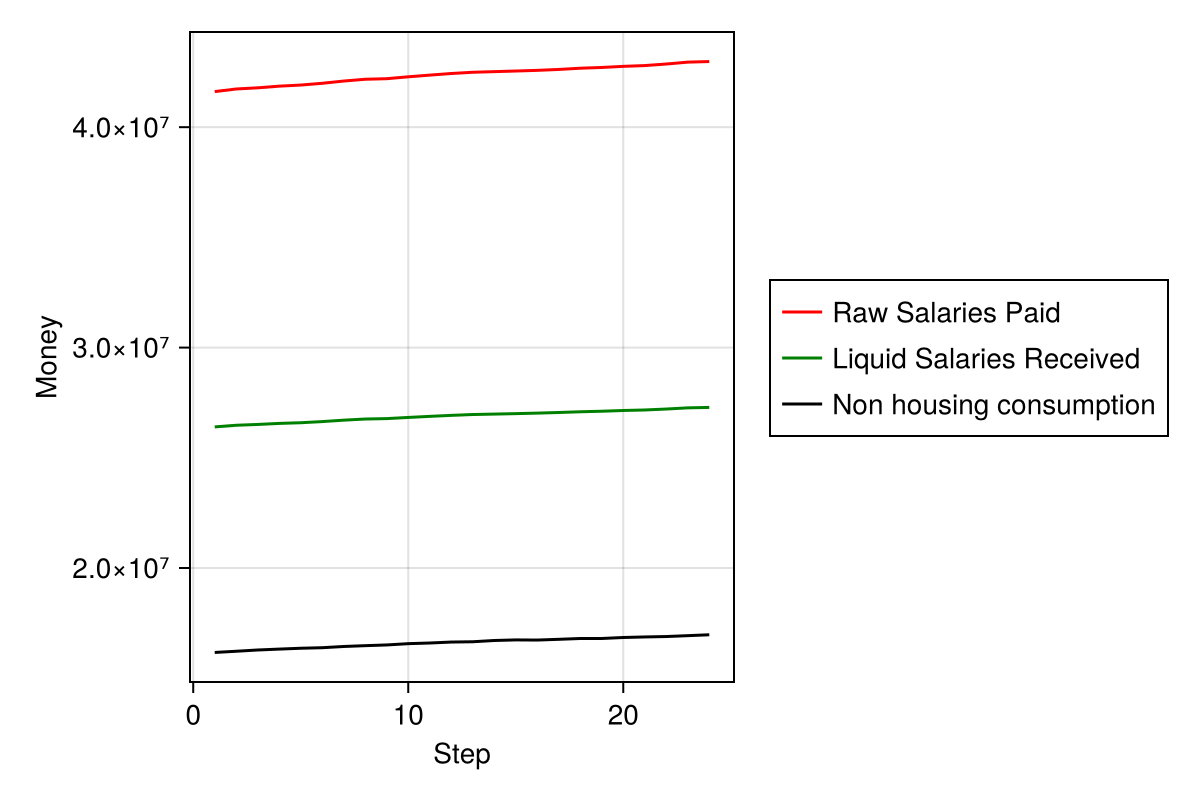 4.0×10⁷
3.0×10⁷
2.0×10⁷
Money
0 10 20
Step
Raw Salaries Paid
Liquid Salaries Received
Non housing consumption